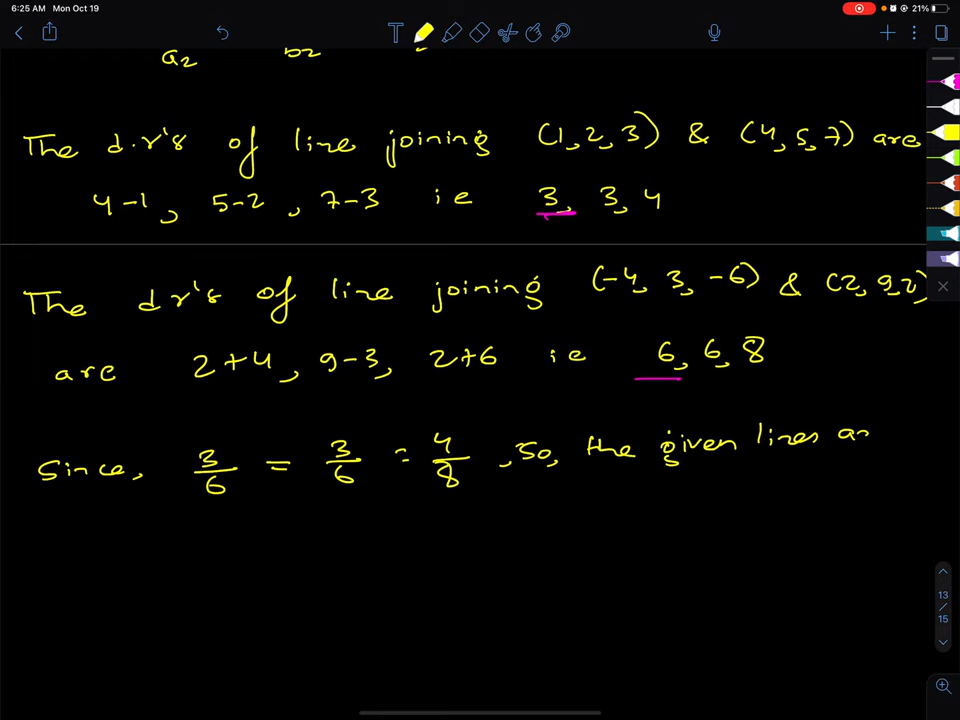 6:25 AM Mon Oct 19
21%
a2 b2
The d.r's of line joining (1, 2, 3) & (4, 5, 7) are
4-1, 5-2, 7-3 ie 3, 3, 4
The d r's of line joining (-4, 3, -6) & (2, 9, 2)
are 2+4, 9-3, 2+6 ie 6, 6, 8
Since, 3/6 = 3/6 = 4/8, So, the given lines a
13
/
15